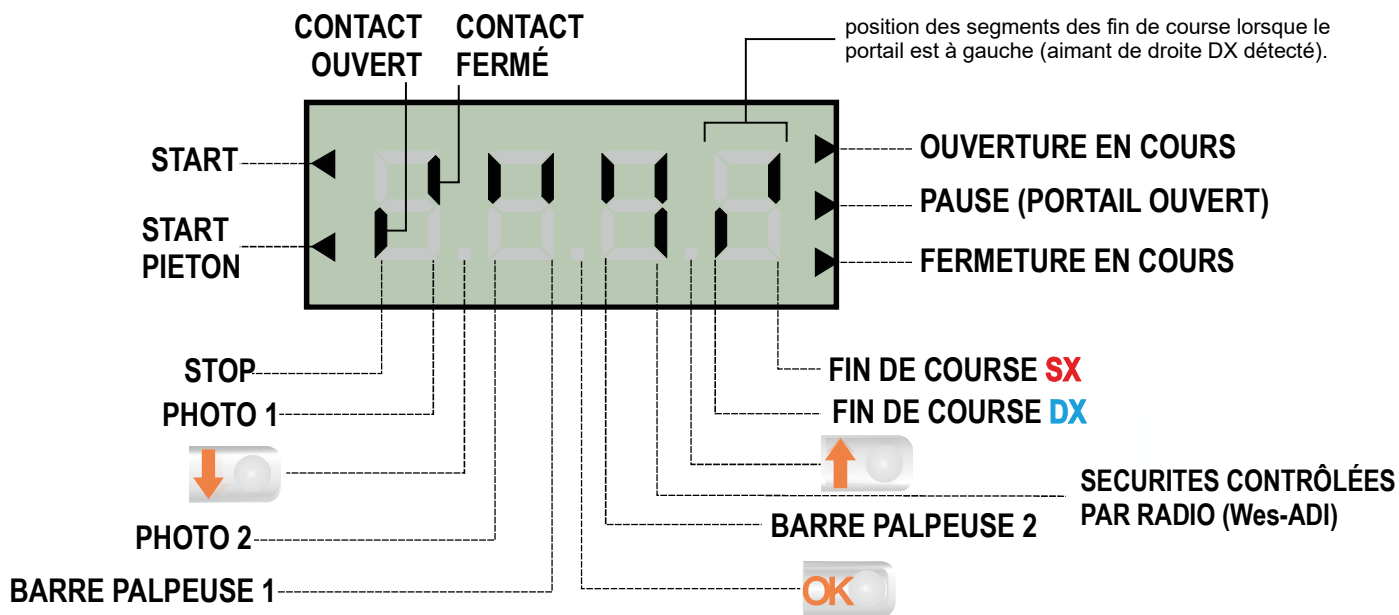 CONTACT
OUVERT
CONTACT
FERMÉ
position des segments des fin de course lorsque le
portail est à gauche (aimant de droite DX détecté).
START
START
PIETON
OUVERTURE EN COURS
PAUSE (PORTAIL OUVERT)
FERMETURE EN COURS
STOP
PHOTO 1
FIN DE COURSE SX
FIN DE COURSE DX
SECURITES CONTRÔLÉES
PAR RADIO (Wes-ADI)
PHOTO 2
BARRE PALPEUSE 2
BARRE PALPEUSE 1
OK